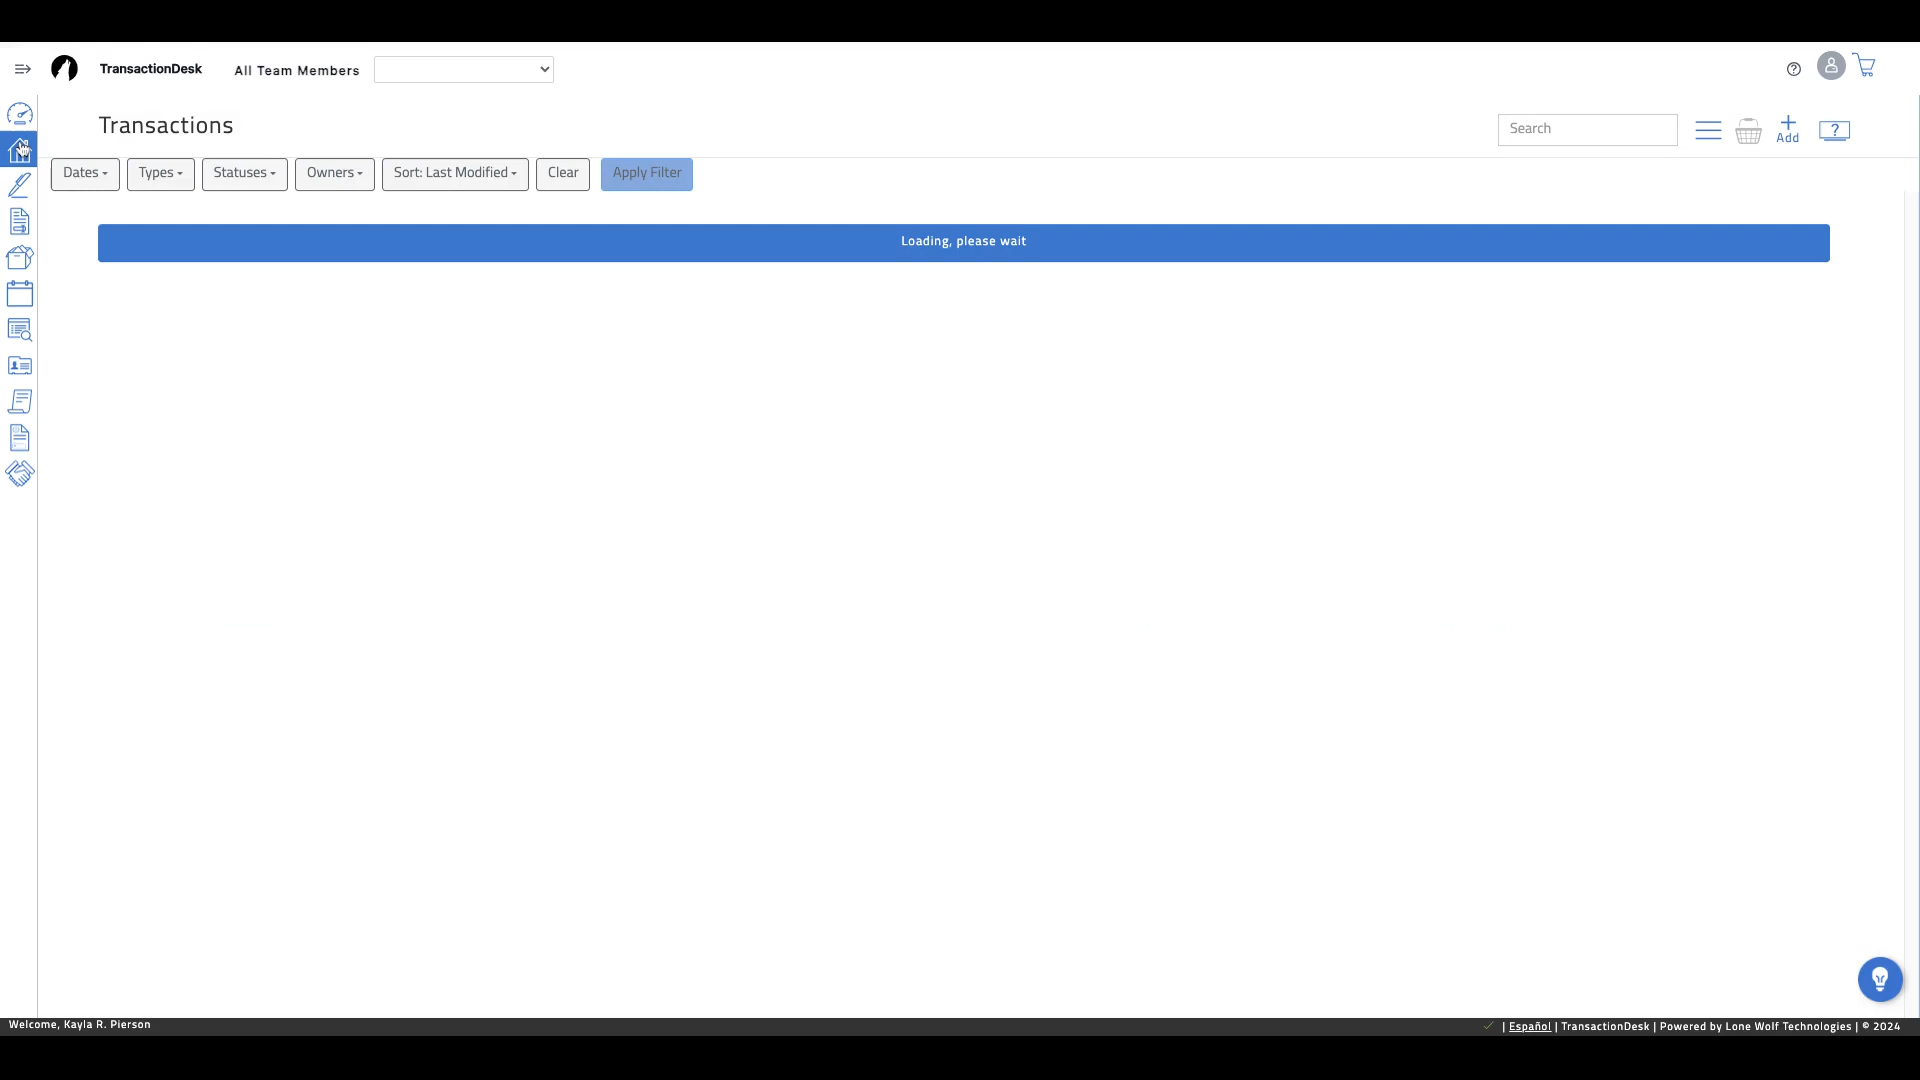 TransactionDesk
All Team Members
Transactions
Search
Add
?
Dates
Types
Statuses
Owners
Sort: Last Modified
Clear
Apply Filter
Loading, please wait
Welcome, Kayla R. Pierson
| Español | TransactionDesk | Powered by Lone Wolf Technologies | © 2024